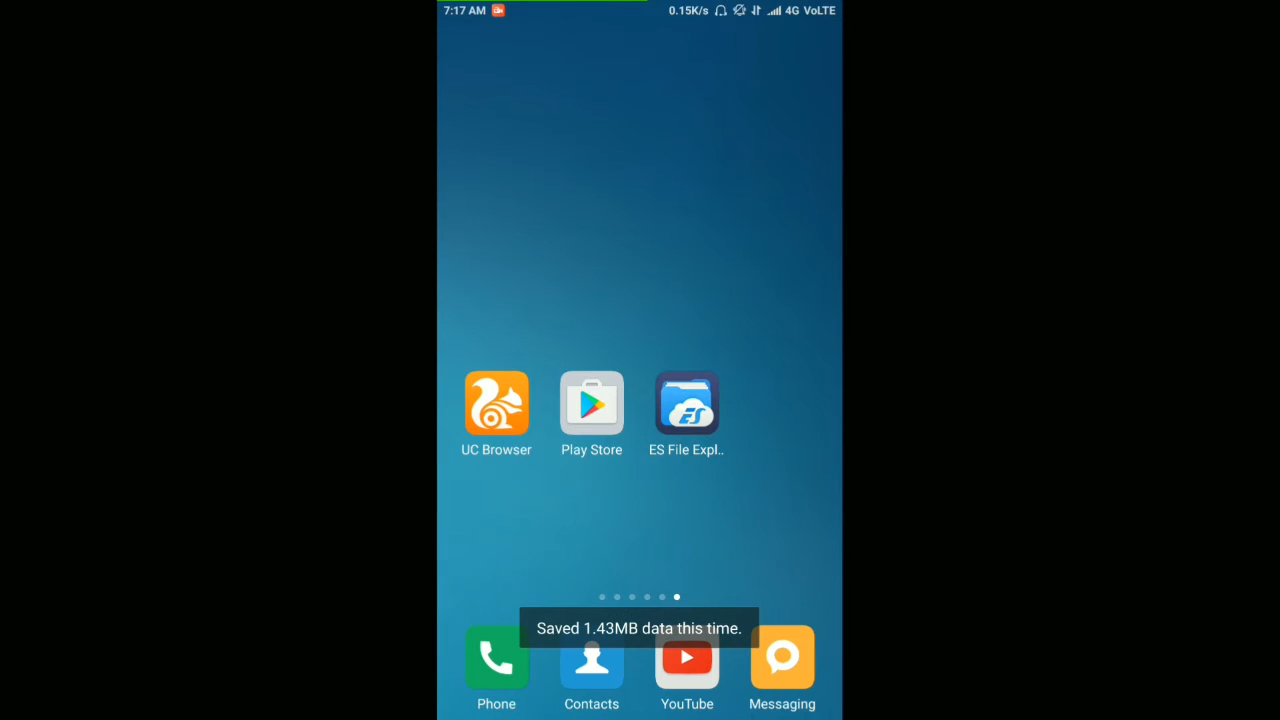 7:17 AM 0.15K/s 4G VoLTE
UC Browser Play Store ES File Expl..
ES
Saved 1.43MB data this time.
Phone Contacts YouTube Messaging